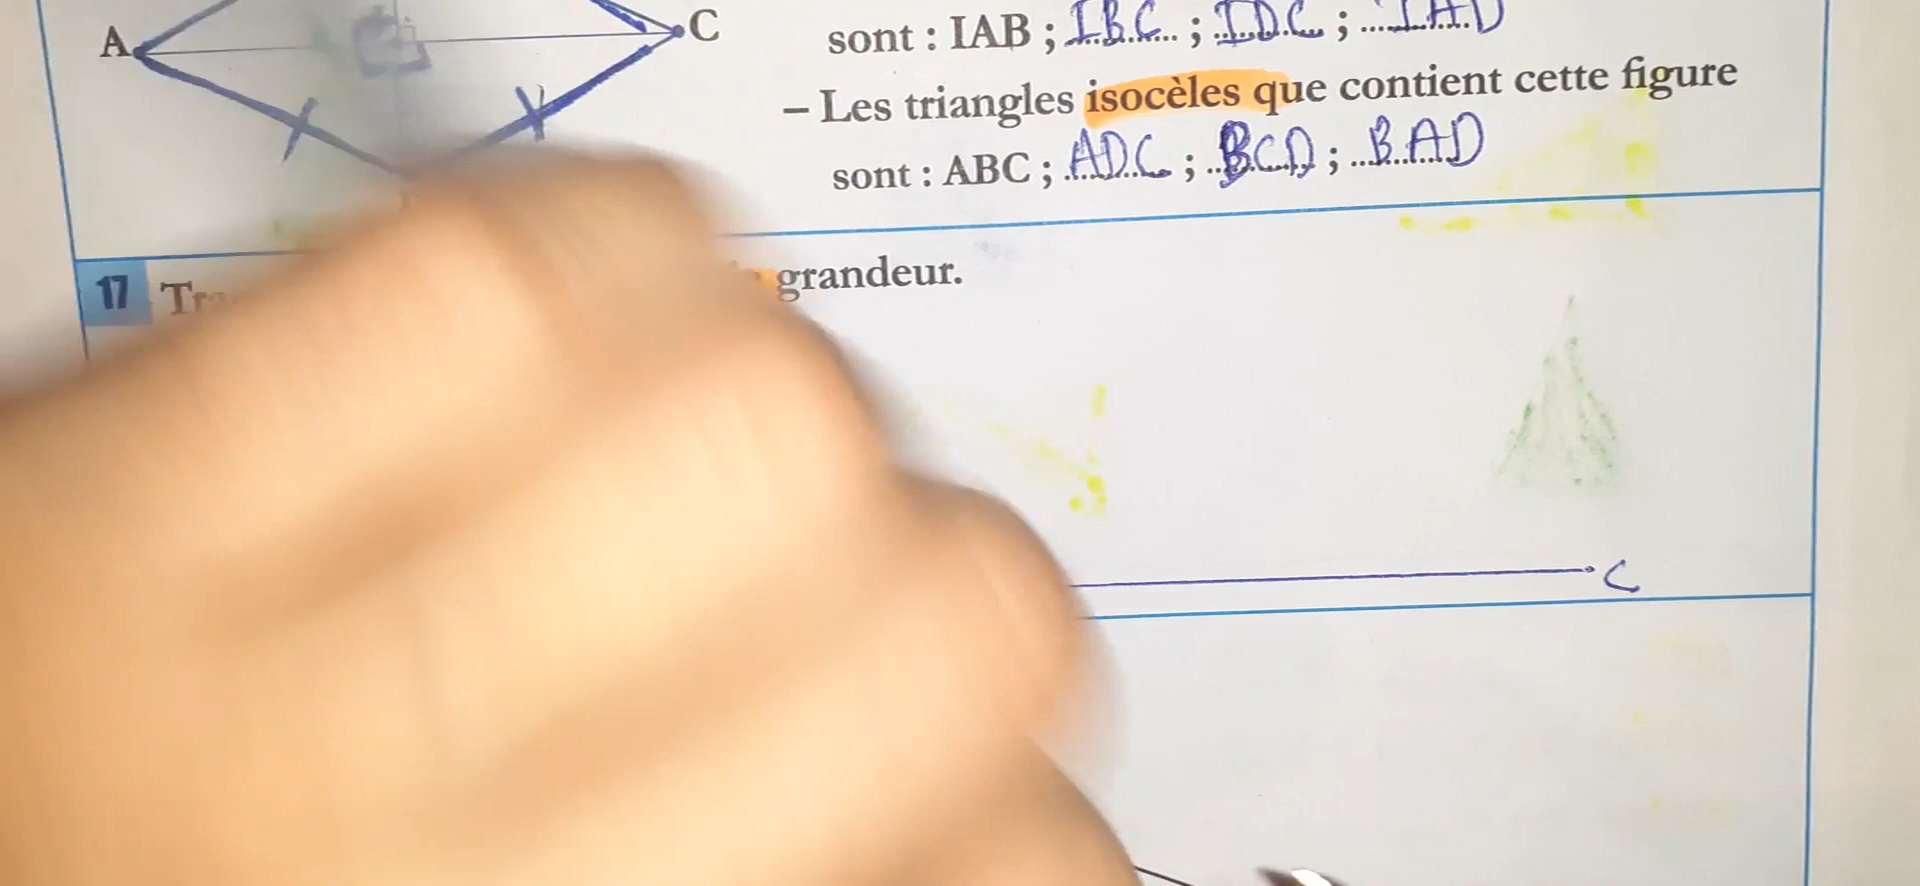 A
C
sont : IAB ; IBC ; IDC ; IAD
– Les triangles isocèles que contient cette figure
sont : ABC ; ADC ; BCD ; BAD
17 grandeur.
C